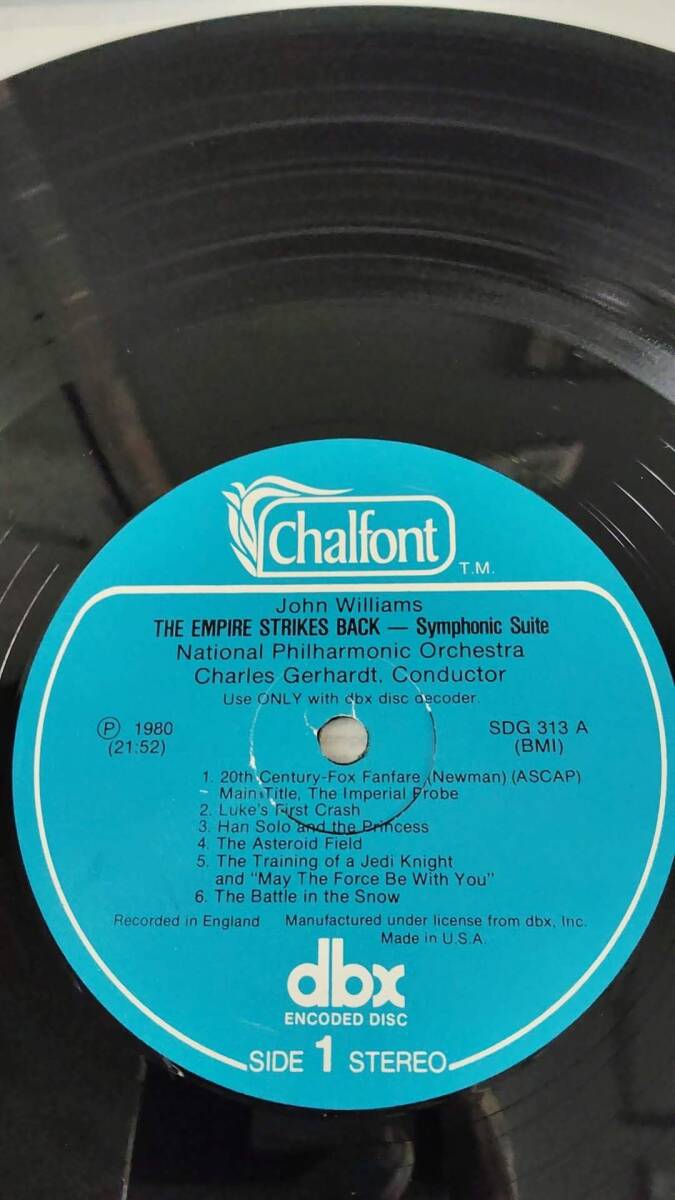 Chalfont
T.M.
John Williams
THE EMPIRE STRIKES BACK — Symphonic Suite
National Philharmonic Orchestra
Charles Gerhardt, Conductor
Use ONLY with dbx disc decoder.
Ⓟ 1980 SDG 313 A
(21:52) (BMI)
1. 20th Century-Fox Fanfare (Newman) (ASCAP)
Main Title, The Imperial Probe
2. Luke's First Crash
3. Han Solo and the Princess
4. The Asteroid Field
5. The Training of a Jedi Knight
and "May The Force Be With You"
6. The Battle in the Snow
Recorded in England Manufactured under license from dbx, Inc.
Made in U.S.A.
dbx
ENCODED DISC
SIDE 1 STEREO